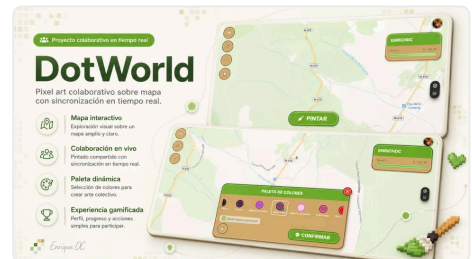 Proyecto colaborativo en tiempo real
DotWorld
Pixel art colaborativo sobre mapa
con sincronización en tiempo real.
Mapa interactivo
Exploración visual sobre un
mapa amplio y claro.
Colaboración en vivo
Pintado compartido con
sincronización en tiempo real.
Paleta dinámica
Selección de colores para
crear arte colectivo.
Experiencia gamificada
Perfil, progreso y acciones
simples para participar.
Enrique DC
PINTAR
PALETA DE COLORES
CONFIRMAR